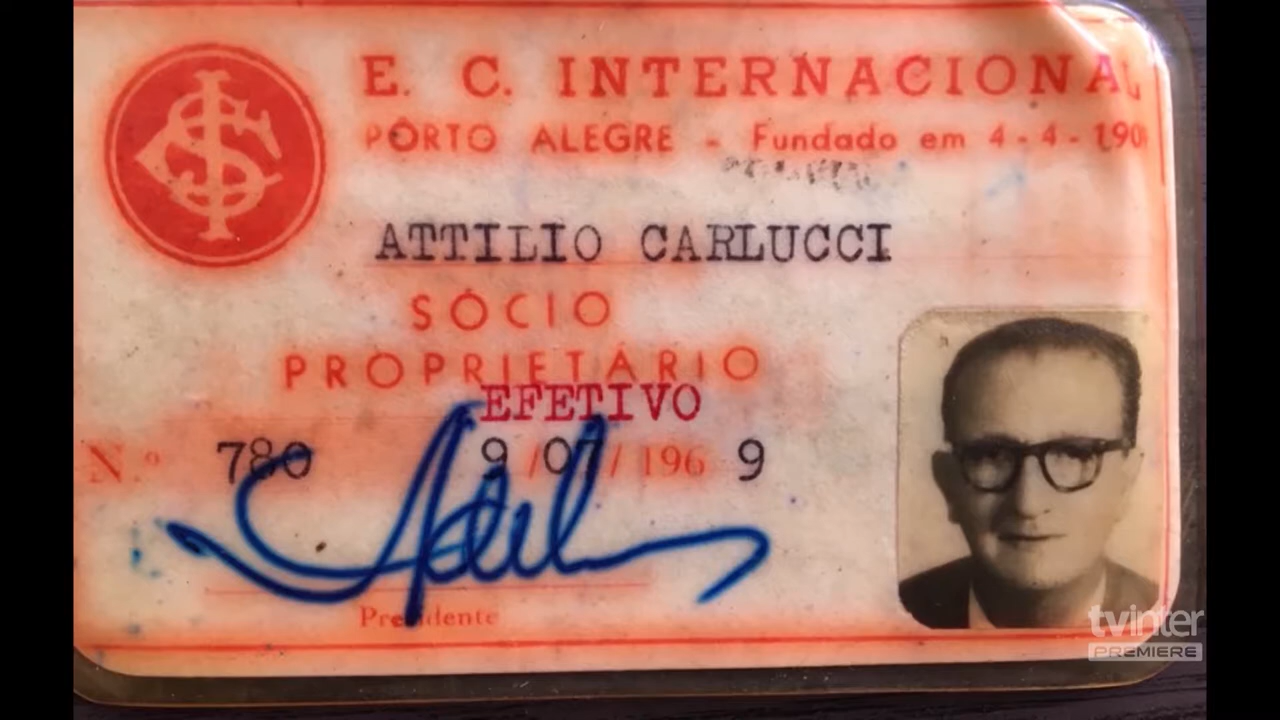 E. C. INTERNACIONAL
PÔRTO ALEGRE - Fundado em 4-4-190
ATTILIO CARLUCCI
SÓCIO
PROPRIETÁRIO
EFETIVO
N.º 780 9/07/196 9
Presidente
tvinter
PREMIERE